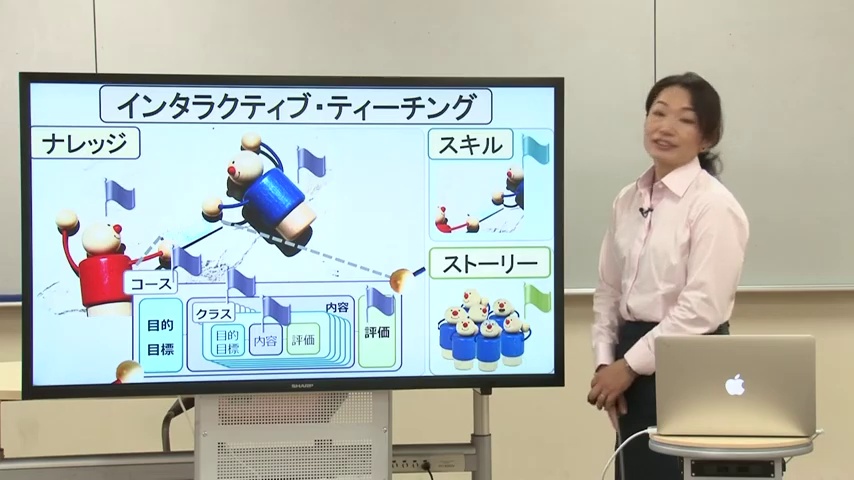 インタラクティブ・ティーチング
ナレッジ
スキル
コース
ストーリー
クラス
内容
目的
目標
目的
目標
内容
評価
評価
SHARP